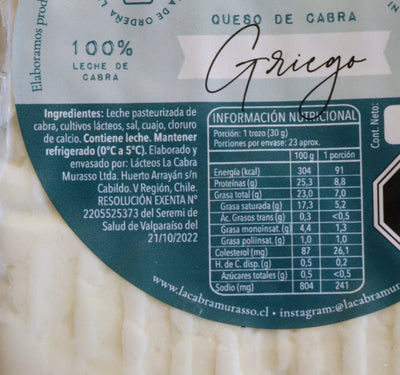 DE ORDEÑA
Elaboramos
100%
LECHE DE
CABRA
QUESO DE CABRA
Griego
Ingredientes: Leche pasteurizada de
cabra, cultivos lácteos, sal, cuajo, cloruro
de calcio. Contiene leche. Mantener
refrigerado (0°C a 5°C). Elaborado y
envasado por: Lácteos La Cabra
Murasso Ltda. Huerto Arrayán s/n
Cabildo. V Región, Chile.
RESOLUCIÓN EXENTA N°
2205525373 del Seremi de
Salud de Valparaíso del
21/10/2022
INFORMACIÓN NUTRICIONAL
Porción: 1 trozo (30 g)
Porciones por envase: 23 aprox.
100 g 1 porción
Energía (kcal) 304 91
Proteínas (g) 25,3 8,8
Grasa total (g) 23,0 7,0
Grasa saturada (g) 17,3 5,2
Ác. Grasos trans (g) 0,3 <0,5
Grasa monoinsat. (g) 4,4 1,3
Grasa poliinsat. (g) 1,0 1,0
Colesterol (mg) 87 26,1
H. de C. disp. (g) 0,5 0,2
Azúcares totales (g) 0,5 <0,5
Sodio (mg) 804 241
Cont. Neto:
www.lacabramurasso.cl • instagram:@lacabramur